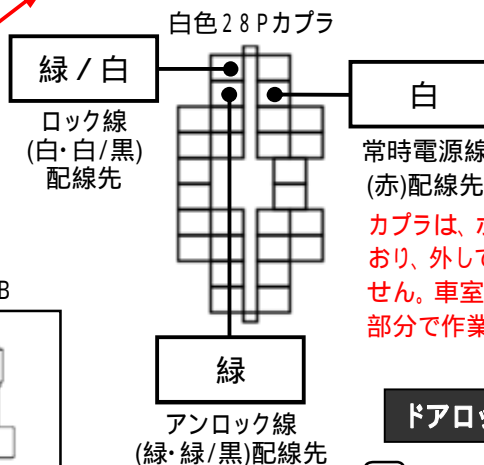 白色28Pカプラ
緑/白
ロック線
(白・白/黒)
配線先
白
常時電源線
(赤)配線先
カプラは、
おり、外して
せん。車室
部分で作業
B
緑
アンロック線
(緑・緑/黒)配線先
ドアロッ